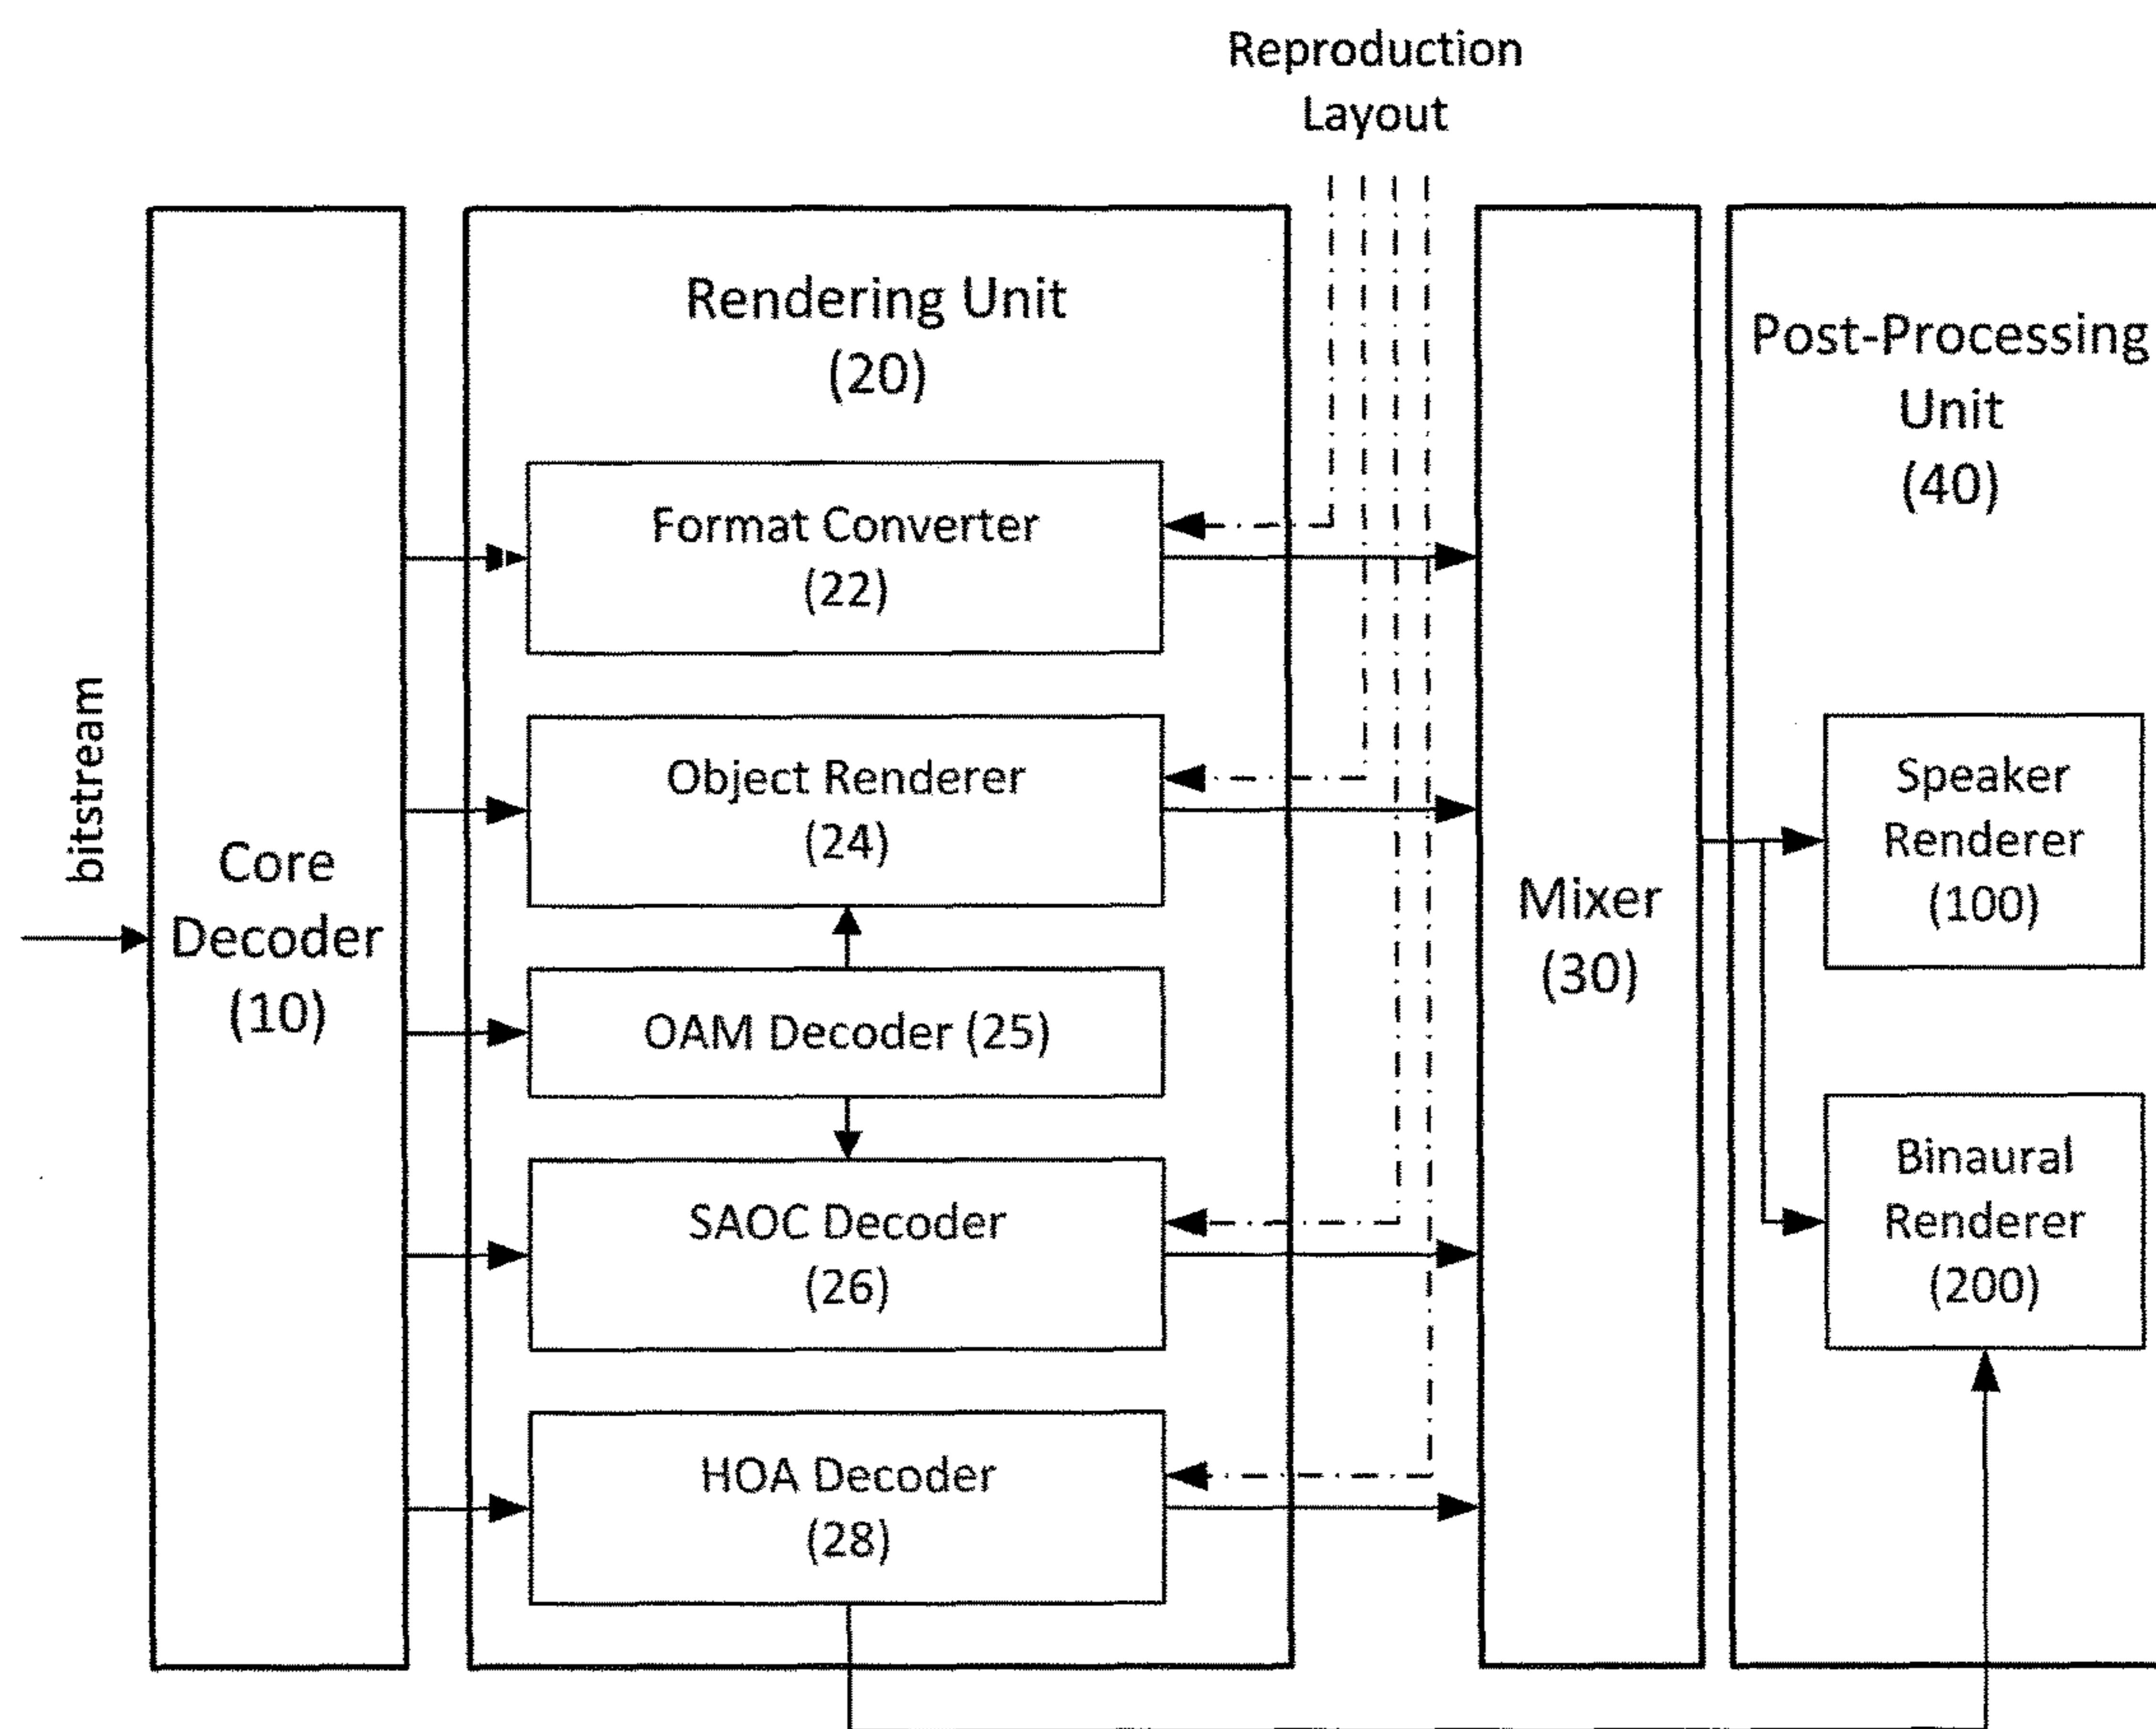 Reproduction
Layout
bitstream
Core
Decoder
(10)
Rendering Unit
(20)
Format Converter
(22)
Object Renderer
(24)
OAM Decoder (25)
SAOC Decoder
(26)
HOA Decoder
(28)
Mixer
(30)
Post-Processing
Unit
(40)
Speaker
Renderer
(100)
Binaural
Renderer
(200)